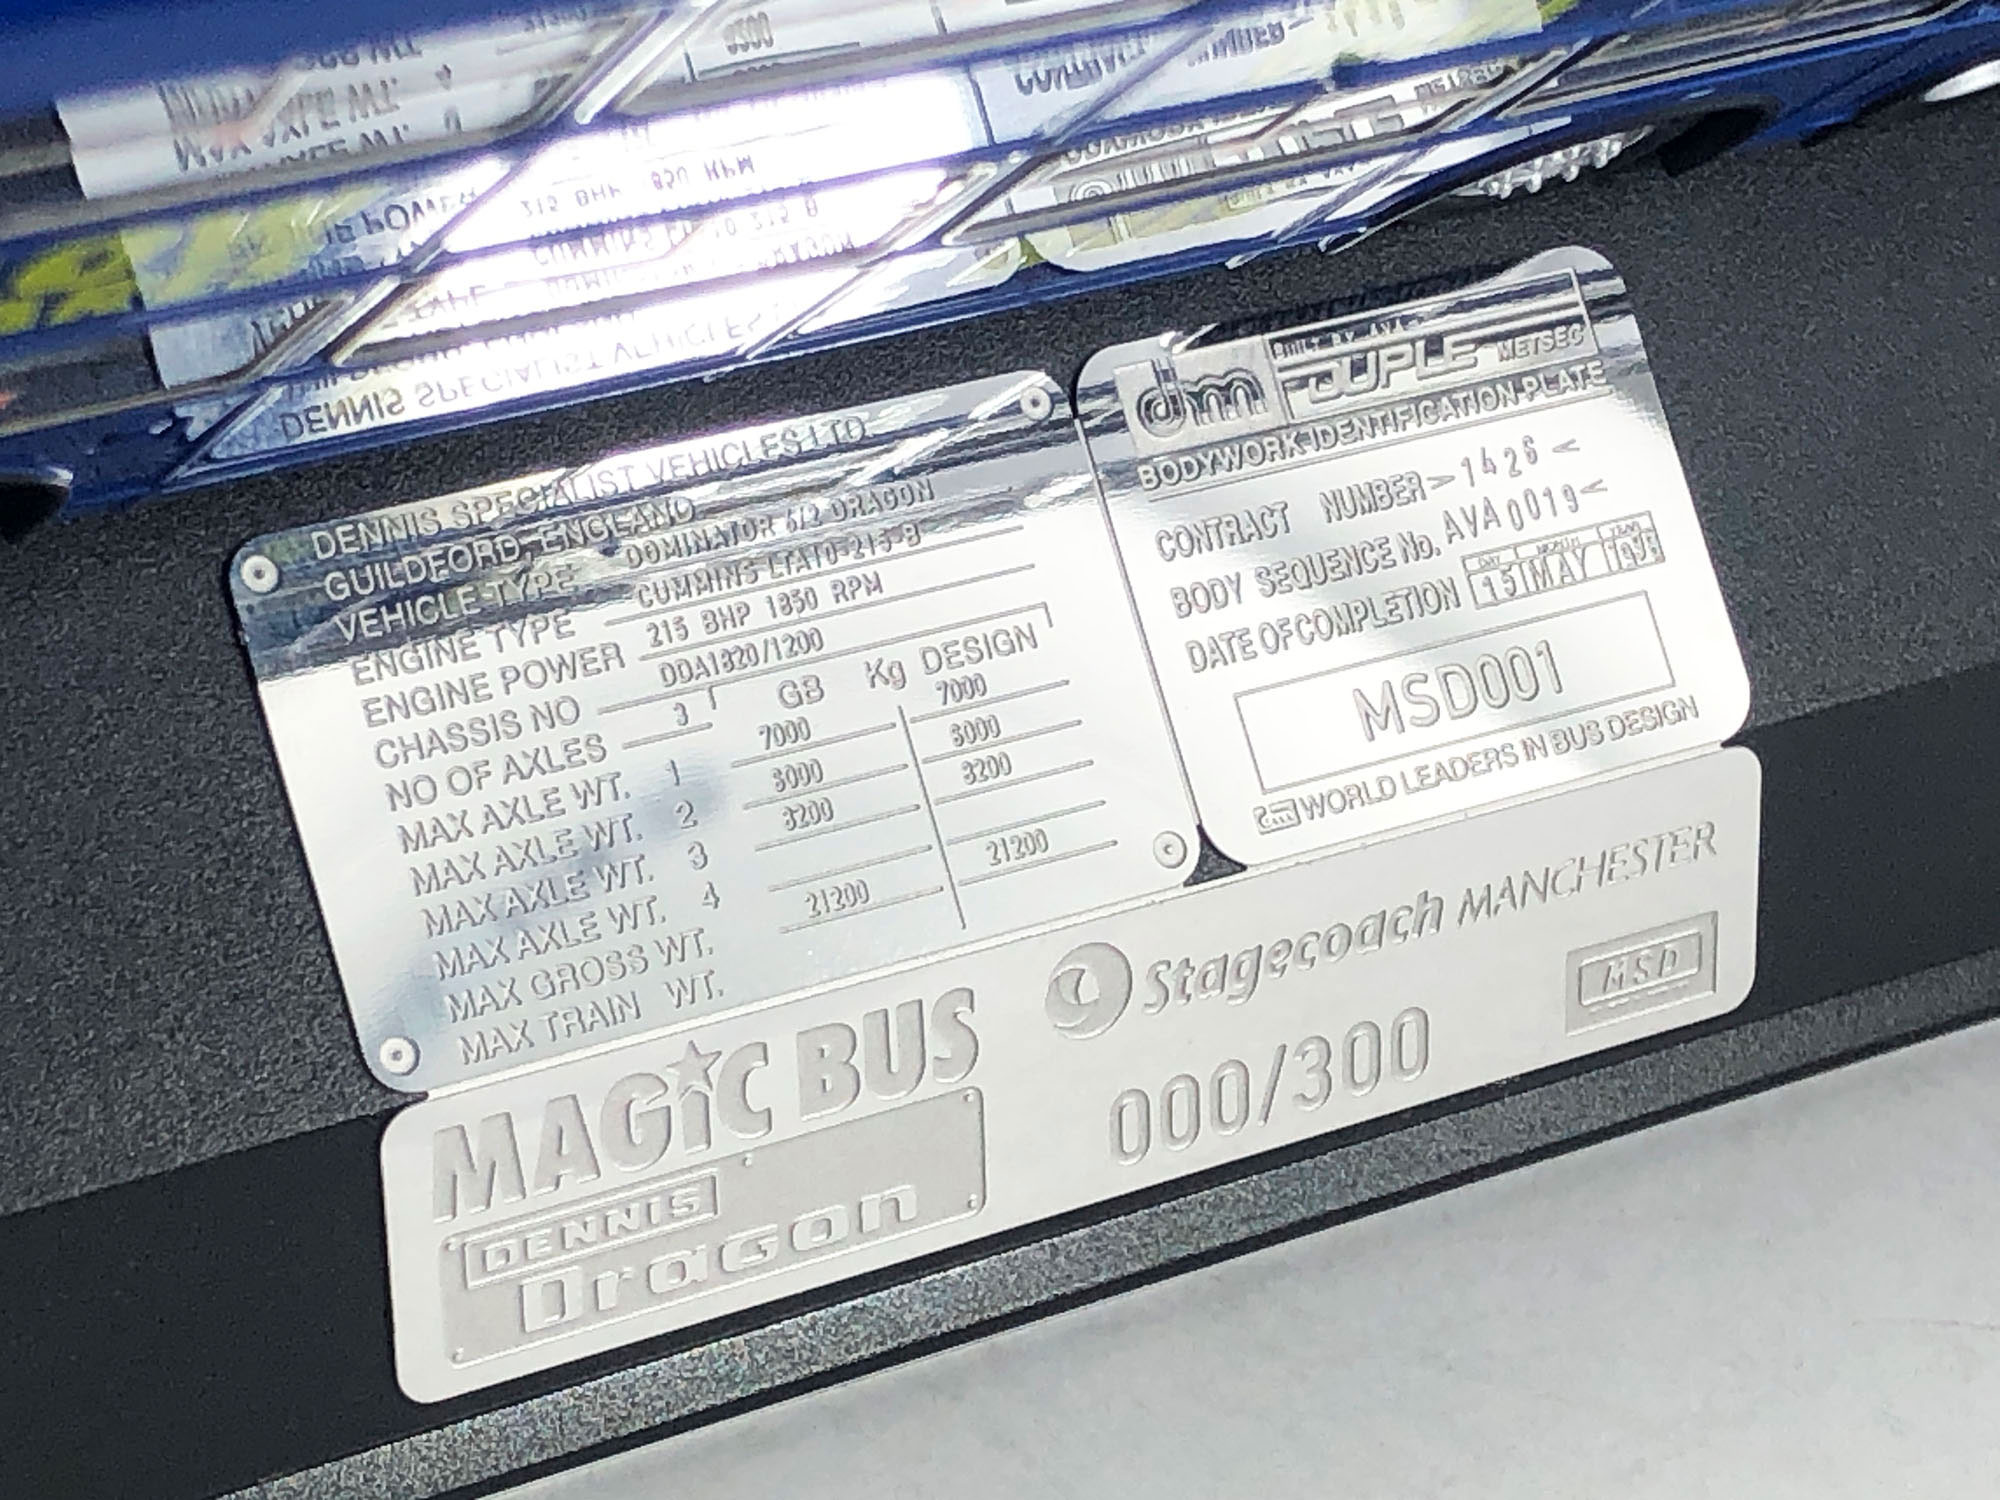 DENNIS SPECIALIST VEHICLES LTD
GUILDFORD, ENGLAND
VEHICLE TYPE DOMINATOR 6/2 DRAGON
ENGINE TYPE CUMMINS LTA10-215-B
ENGINE POWER 215 BHP 1850 RPM
CHASSIS NO DDA1820/1200
NO OF AXLES 3 GB Kg DESIGN
MAX AXLE WT. 1 7000 7000
MAX AXLE WT. 2
MAX AXLE WT. 3 3200 3200
MAX AXLE WT. 4
MAX GROSS WT. 21200 21200
MAX TRAIN WT.
dm BUILT BY AVA
DUPLE METSEC
BODYWORK IDENTIFICATION PLATE
CONTRACT NUMBER > 1426 <
BODY SEQUENCE No. AVA 0019 <
DATE OF COMPLETION DAY MONTH YEAR
15 MAY
MSD001
dm WORLD LEADERS IN BUS DESIGN
MAGIC BUS
DENNIS
Dragon
Stagecoach MANCHESTER
000/300
MSD